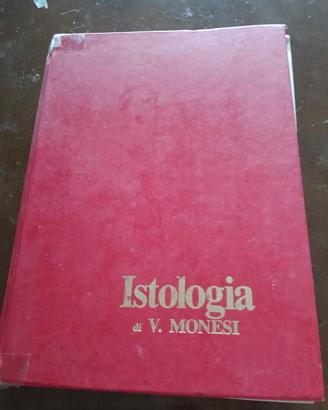 Istologia
di V. MONESI